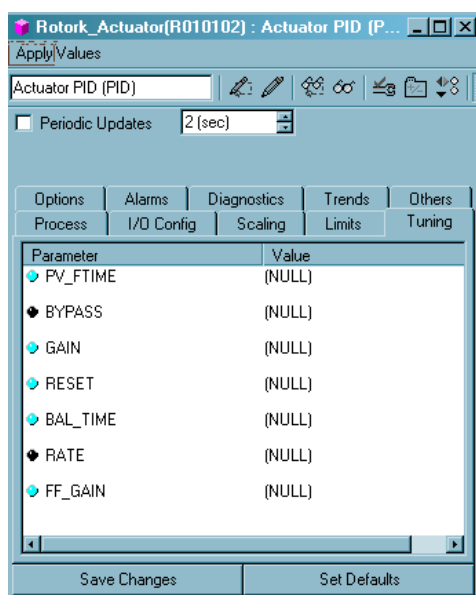 Rotork_Actuator(R010102) : Actuator PID (P...
Apply Values
Actuator PID (PID)
Periodic Updates 2 (sec)
Options Alarms Diagnostics Trends Others
Process I/O Config Scaling Limits Tuning
Parameter Value
PV_FTIME (NULL)
BYPASS (NULL)
GAIN (NULL)
RESET (NULL)
BAL_TIME (NULL)
RATE (NULL)
FF_GAIN (NULL)
Save Changes Set Defaults